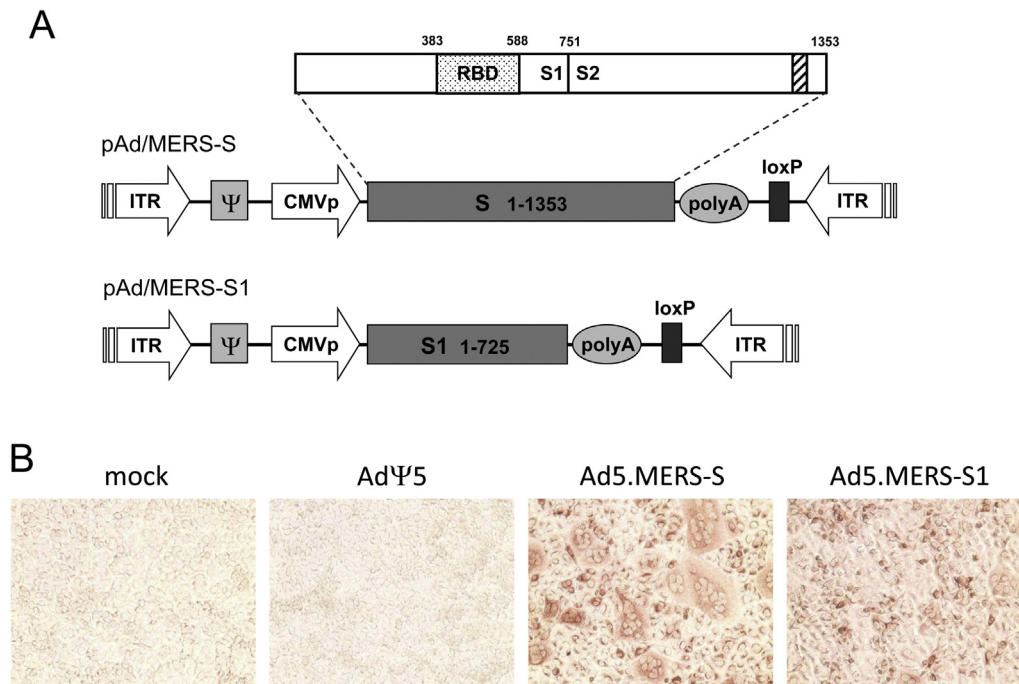 A
383 588 751 1353
RBD S1 S2
pAd/MERS-S
loxP
ITR Ψ CMVp S 1-1353 polyA ITR
pAd/MERS-S1
loxP
ITR Ψ CMVp S1 1-725 polyA ITR
B
mock AdΨ5 Ad5.MERS-S Ad5.MERS-S1